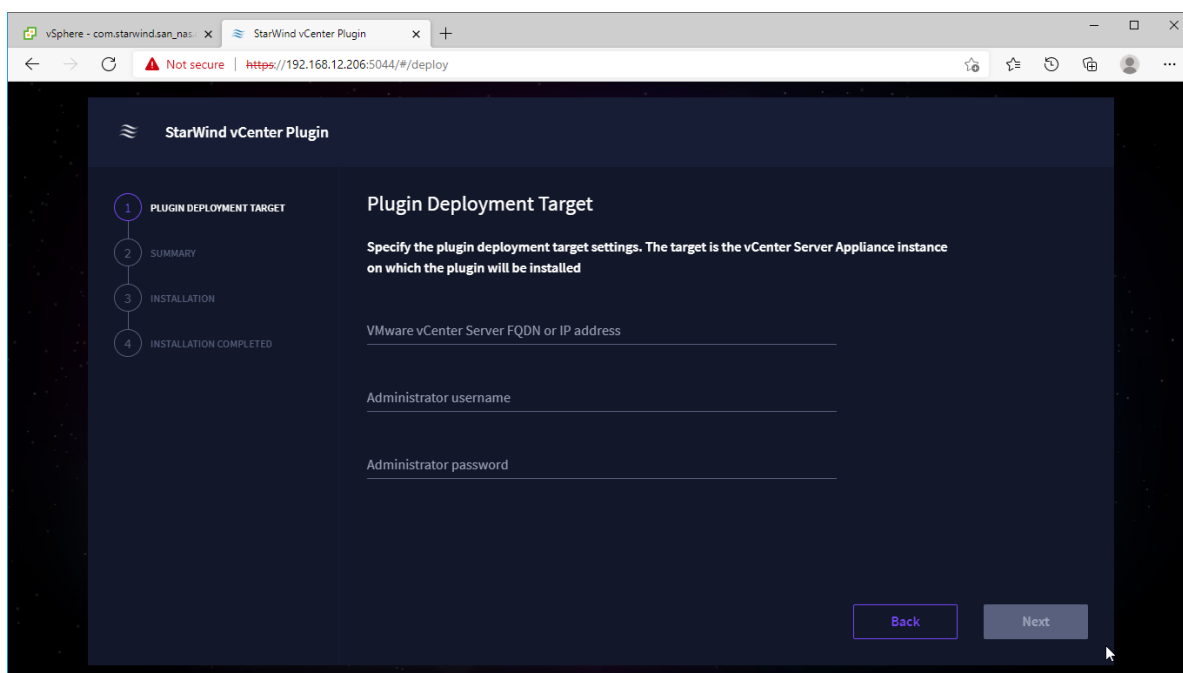 vSphere - com.starwind.san_nas.
StarWind vCenter Plugin
Not secure | https://192.168.12.206:5044/#/deploy
StarWind vCenter Plugin
1 PLUGIN DEPLOYMENT TARGET
2 SUMMARY
3 INSTALLATION
4 INSTALLATION COMPLETED
Plugin Deployment Target
Specify the plugin deployment target settings. The target is the vCenter Server Appliance instance
on which the plugin will be installed
VMware vCenter Server FQDN or IP address
Administrator username
Administrator password
Back
Next